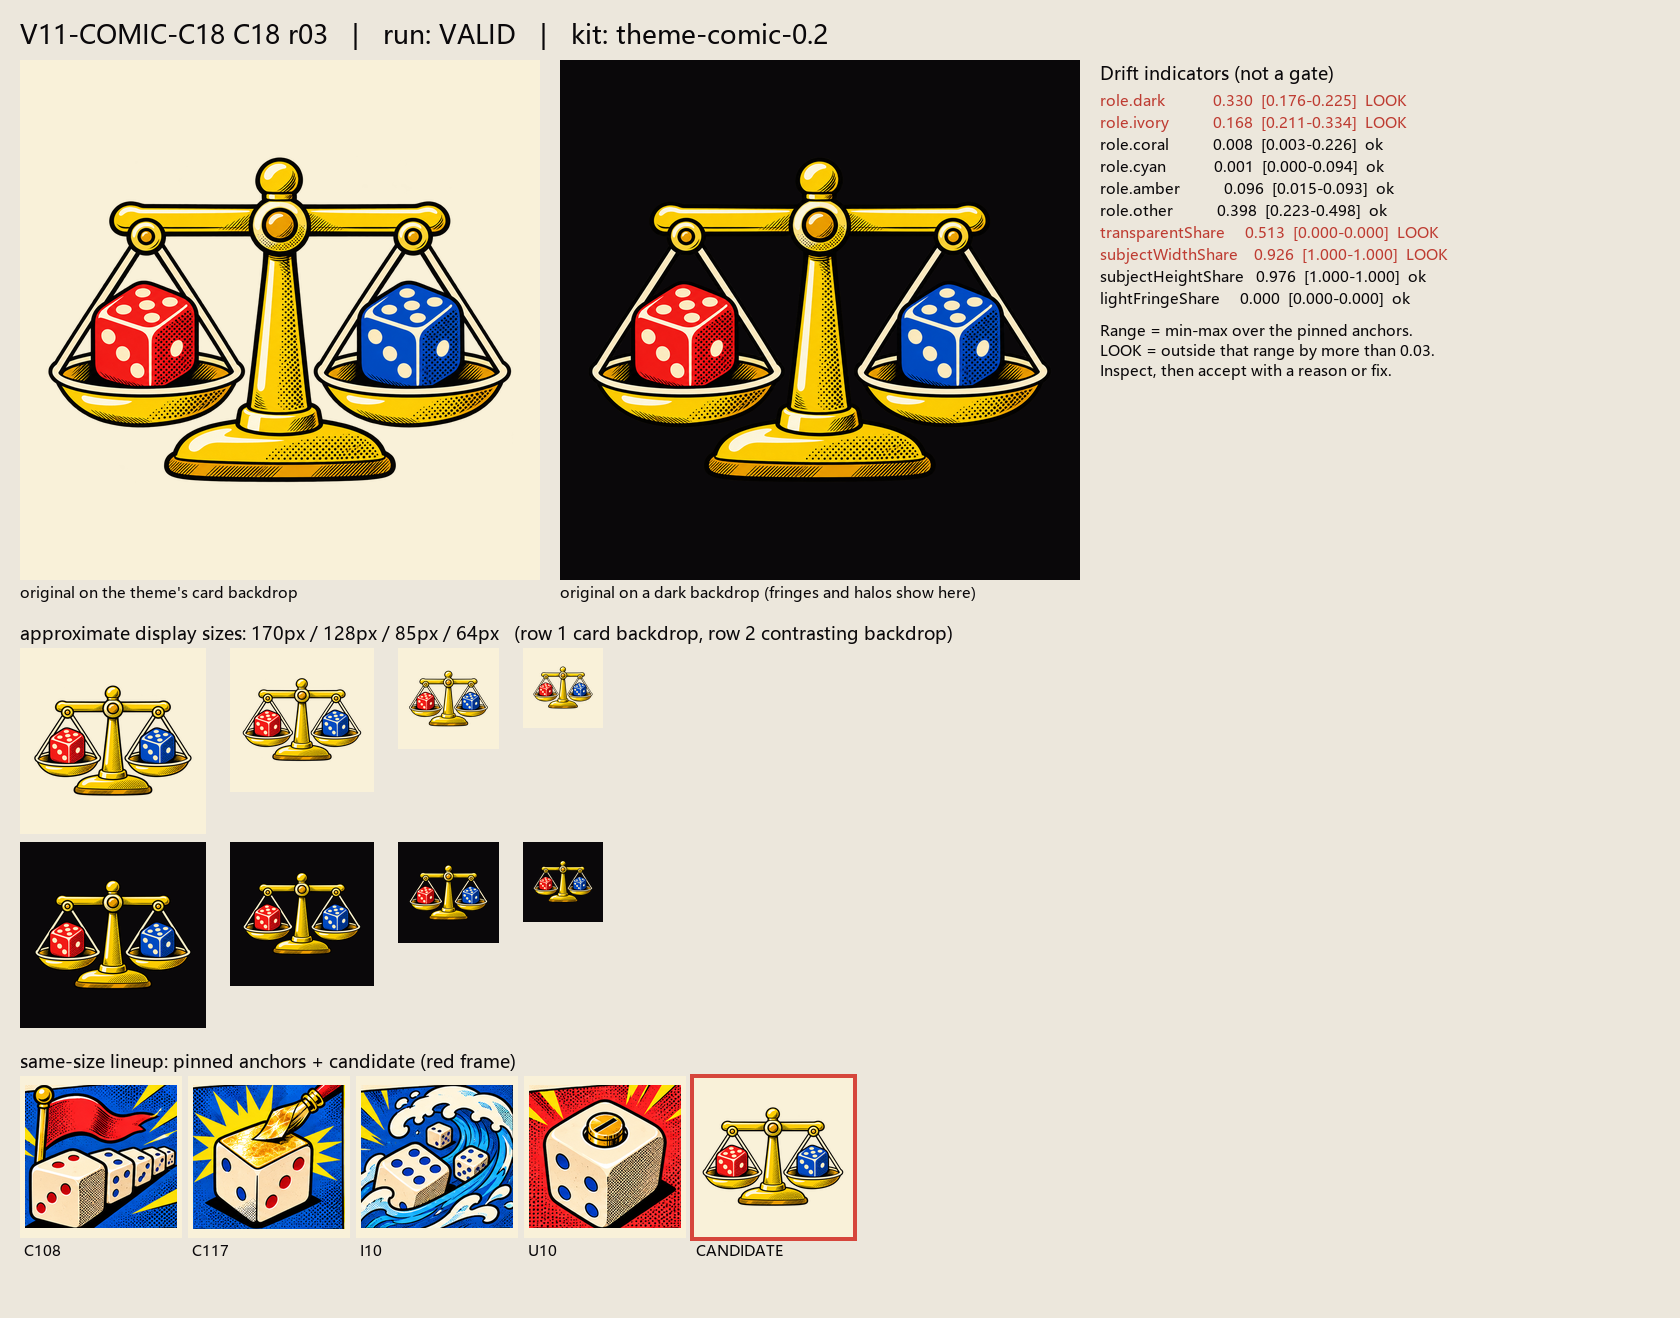 V11-COMIC-C18 C18 r03 | run: VALID | kit: theme-comic-0.2
Drift indicators (not a gate)
role.dark 0.330 [0.176-0.225] LOOK
role.ivory 0.168 [0.211-0.334] LOOK
role.coral 0.008 [0.003-0.226] ok
role.cyan 0.001 [0.000-0.094] ok
role.amber 0.096 [0.015-0.093] ok
role.other 0.398 [0.223-0.498] ok
transparentShare 0.513 [0.000-0.000] LOOK
subjectWidthShare 0.926 [1.000-1.000] LOOK
subjectHeightShare 0.976 [1.000-1.000] ok
lightFringeShare 0.000 [0.000-0.000] ok
Range = min-max over the pinned anchors.
LOOK = outside that range by more than 0.03.
Inspect, then accept with a reason or fix.
original on the theme's card backdrop
original on a dark backdrop (fringes and halos show here)
approximate display sizes: 170px / 128px / 85px / 64px (row 1 card backdrop, row 2 contrasting backdrop)
same-size lineup: pinned anchors + candidate (red frame)
C108
C117
I10
U10
CANDIDATE